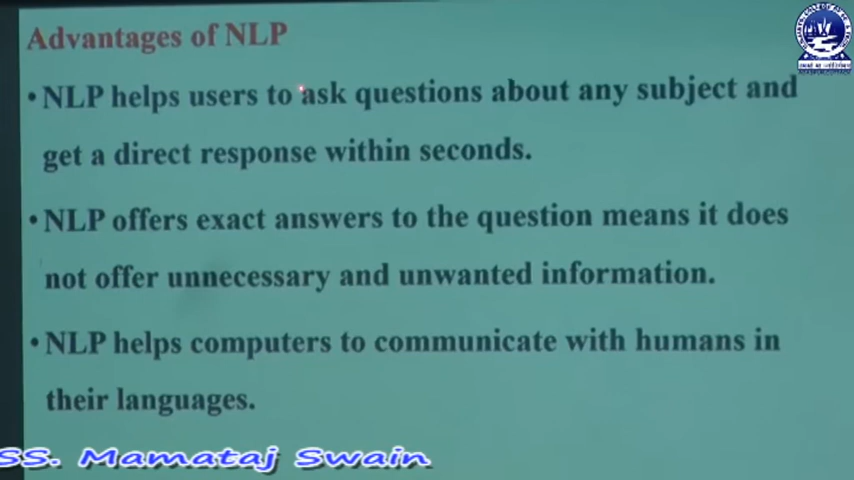 Advantages of NLP
• NLP helps users to ask questions about any subject and
get a direct response within seconds.
• NLP offers exact answers to the question means it does
not offer unnecessary and unwanted information.
• NLP helps computers to communicate with humans in
their languages.
SS. Mamataj Swain